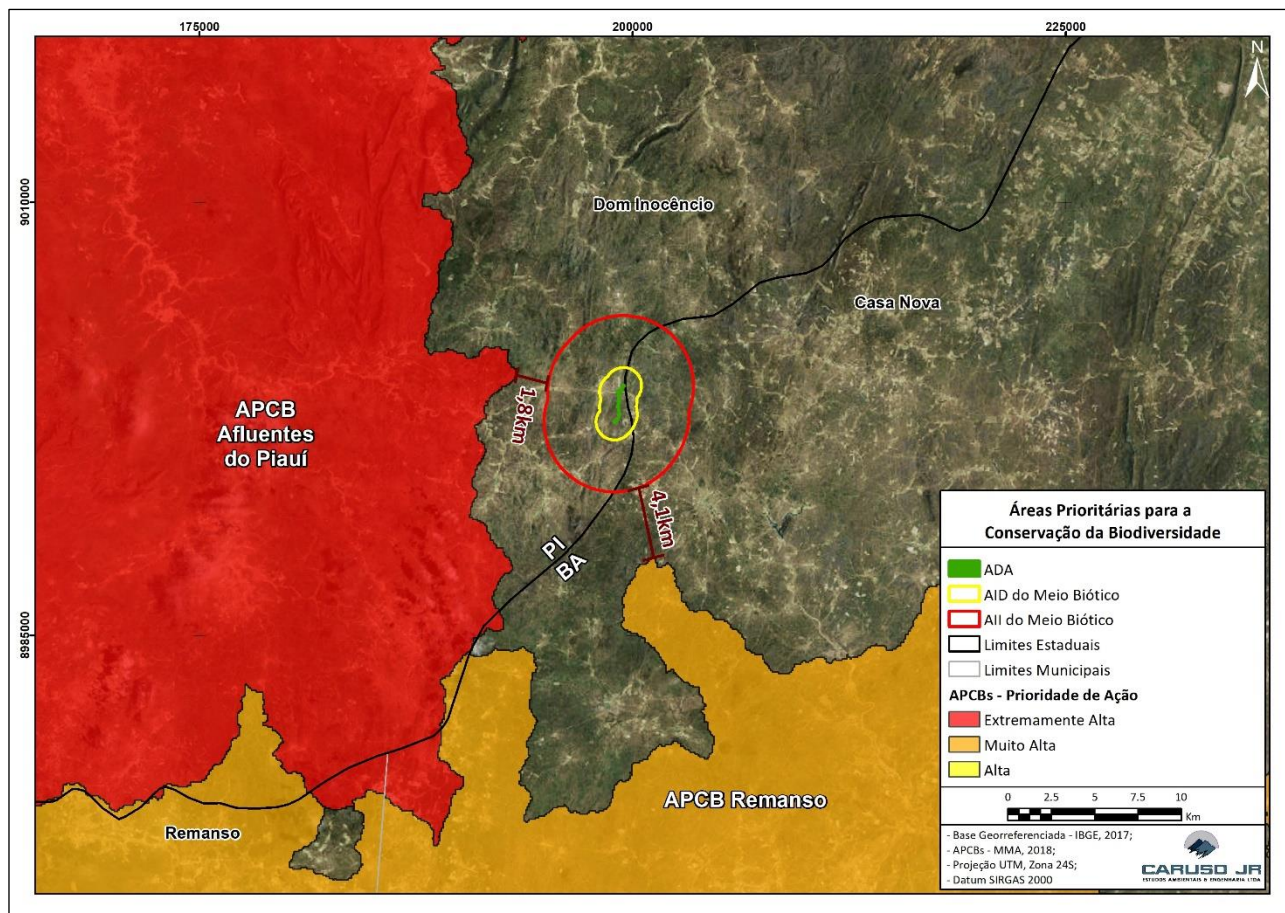 175000
200000
225000
N
9010000
8985000
Dom Inocêncio
Casa Nova
APCB
Afluentes
do Piauí
1,8km
4,1km
PI
BA
APCB Remanso
Remanso
Áreas Prioritárias para a
Conservação da Biodiversidade
ADA
AID do Meio Biótico
AII do Meio Biótico
Limites Estaduais
Limites Municipais
APCBs - Prioridade de Ação
Extremamente Alta
Muito Alta
Alta
0 2.5 5 7.5 10
Km
- Base Georreferenciada - IBGE, 2017;
- APCBs - MMA, 2018;
- Projeção UTM, Zona 24S;
- Datum SIRGAS 2000
CARUSO JR
ESTUDOS AMBIENTAIS & ENGENHARIA LTDA